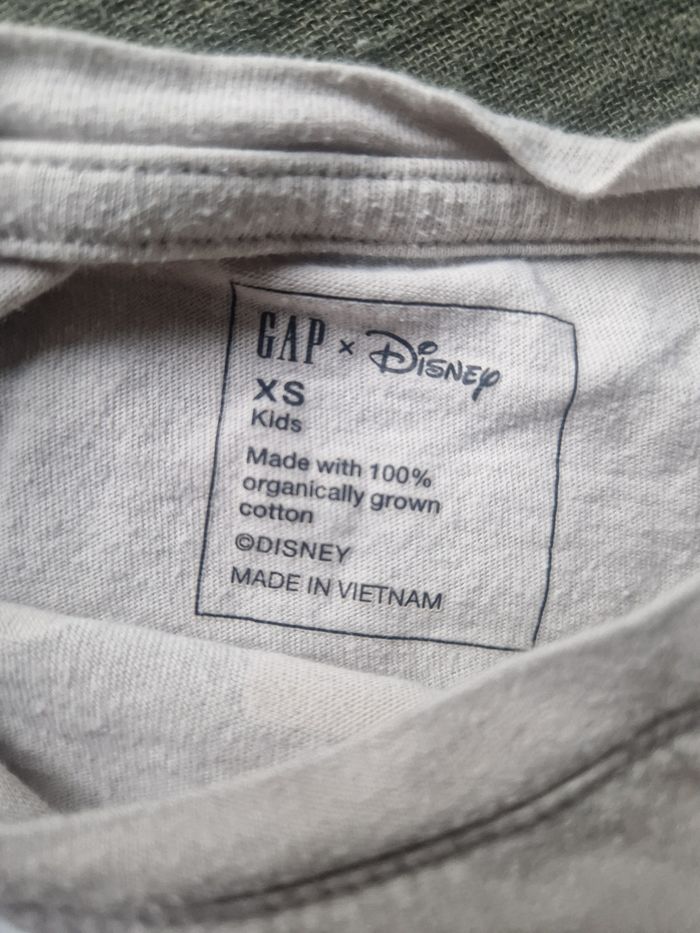 GAP × Disney
XS
Kids
Made with 100%
organically grown
cotton
©DISNEY
MADE IN VIETNAM